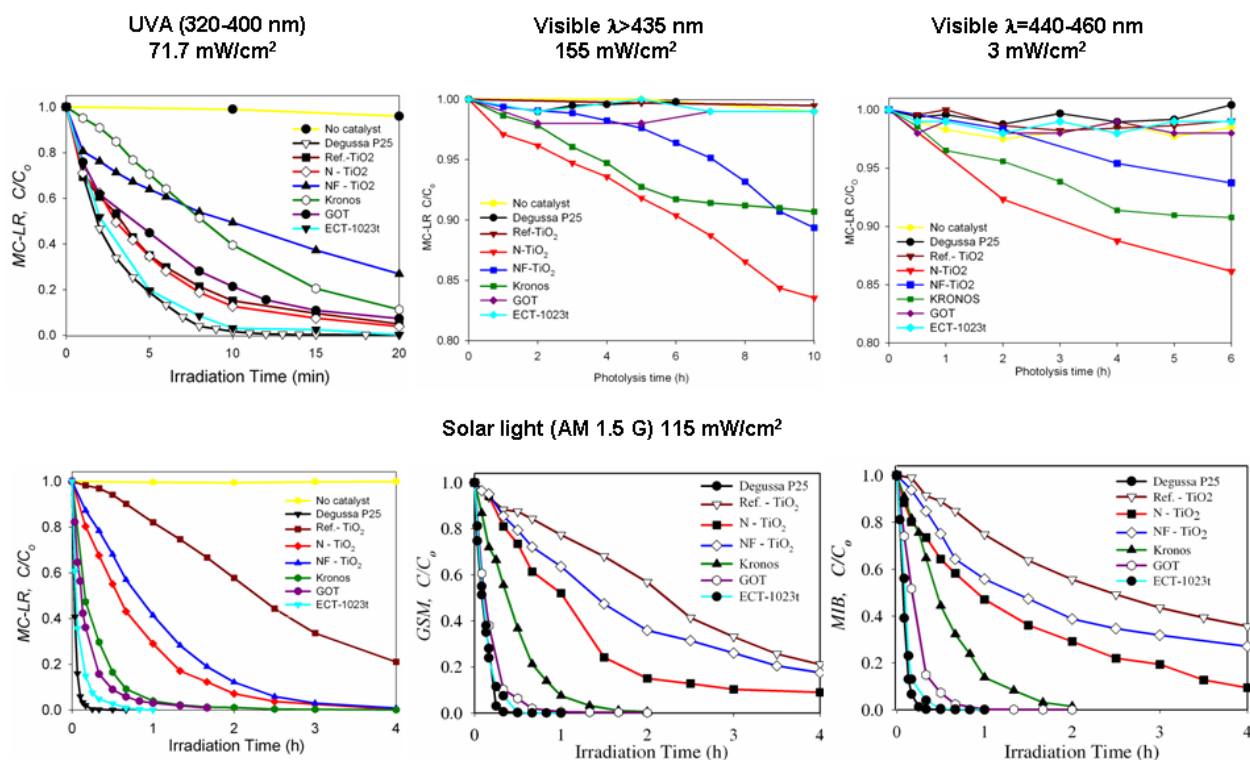 UVA (320-400 nm)
71.7 mW/cm²
Visible λ>435 nm
155 mW/cm²
Visible λ=440-460 nm
3 mW/cm²
MC-LR, C/Co
1.0
0.8
0.6
0.4
0.2
0.0
No catalyst
Degussa P25
Ref.-TiO2
N - TiO2
NF - TiO2
Kronos
GOT
ECT-1023t
0 5 10 15 20
Irradiation Time (min)
MC-LR C/Co
1.00
0.95
0.90
0.85
0.80
No catalyst
Degussa P25
Ref-TiO₂
N-TiO₂
NF-TiO₂
Kronos
GOT
ECT-1023t
0 2 4 6 8 10
Photolysis time (h)
MC-LR C/Co
1.00
0.95
0.90
0.85
0.80
No catalyst
Degussa P25
Ref.- TiO2
N-TiO2
NF-TiO2
KRONOS
GOT
ECT-1023t
0 1 2 3 4 5 6
Photolysis time (h)
Solar light (AM 1.5 G) 115 mW/cm²
MC-LR, C/Co
1.0
0.8
0.6
0.4
0.2
0.0
No catalyst
Degussa P25
Ref.- TiO₂
N - TiO₂
NF - TiO₂
Kronos
GOT
ECT-1023t
0 1 2 3 4
Irradiation Time (h)
GSM, C/Co
1.0
0.8
0.6
0.4
0.2
0.0
Degussa P25
Ref. - TiO₂
N - TiO₂
NF - TiO₂
Kronos
GOT
ECT-1023t
0 1 2 3 4
Irradiation Time (h)
MIB, C/Co
1.0
0.8
0.6
0.4
0.2
0.0
Degussa P25
Ref. - TiO2
N - TiO₂
NF - TiO₂
Kronos
GOT
ECT-1023t
0 1 2 3 4
Irradiation Time (h)